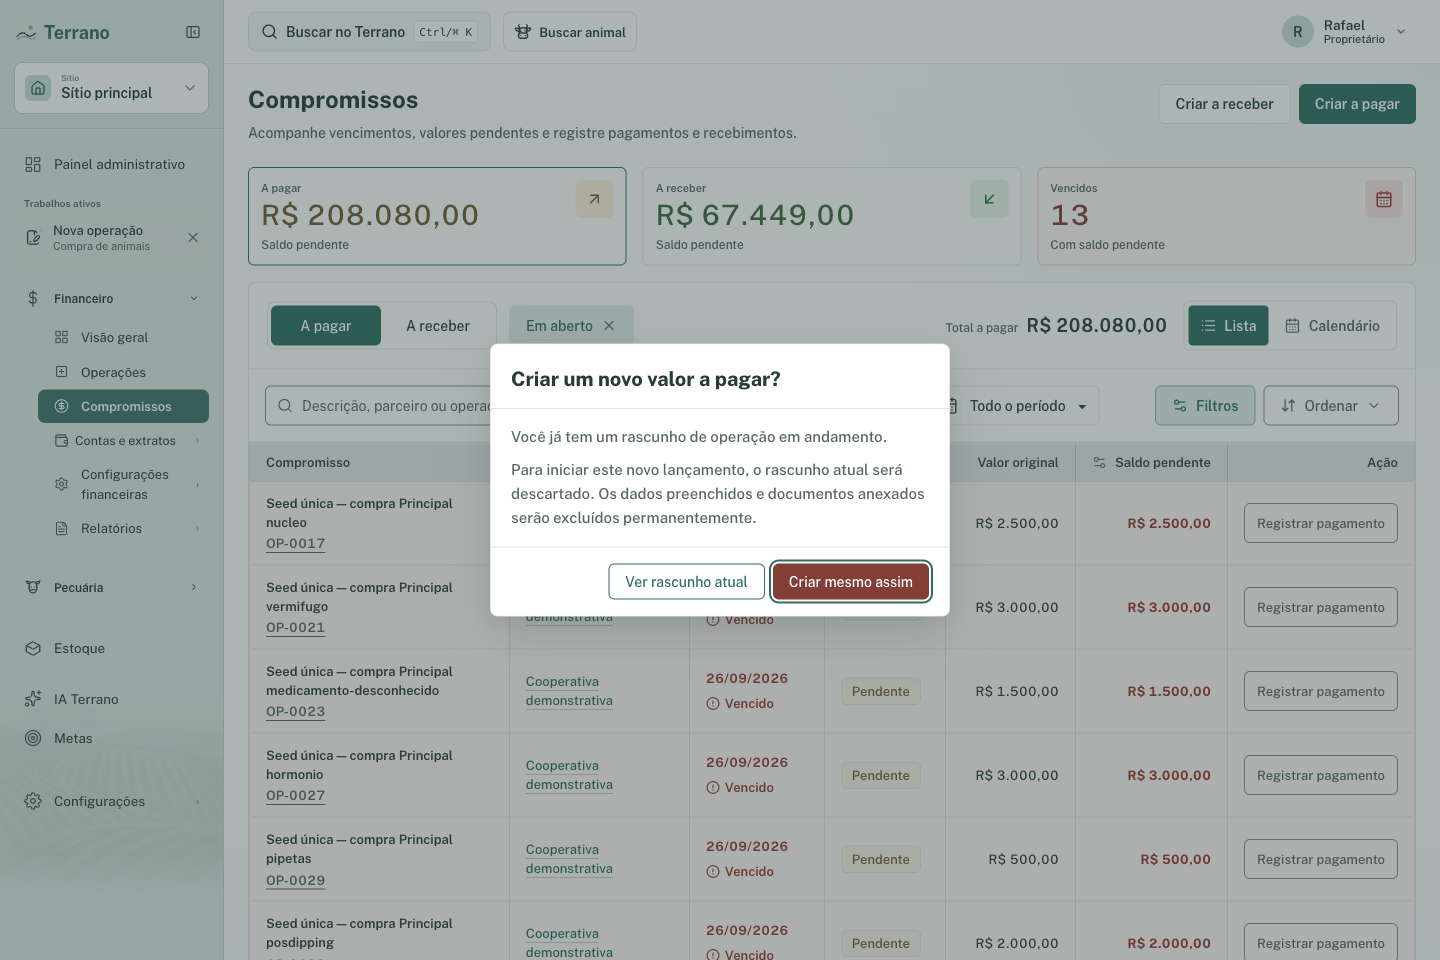 Terrano
Buscar no Terrano
Ctrl/⌘ K
Buscar animal
R
Rafael
Proprietário
Sítio
Sítio principal
Painel administrativo
Trabalhos ativos
Nova operação
Compra de animais
Financeiro
Visão geral
Operações
Compromissos
Contas e extratos
Configurações
financeiras
Relatórios
Pecuária
Estoque
IA Terrano
Metas
Configurações
Compromissos
Acompanhe vencimentos, valores pendentes e registre pagamentos e recebimentos.
Criar a receber
Criar a pagar
A pagar
R$ 208.080,00
Saldo pendente
A receber
R$ 67.449,00
Saldo pendente
Vencidos
13
Com saldo pendente
A pagar
A receber
Em aberto
Total a pagar R$ 208.080,00
Lista
Calendário
Descrição, parceiro ou
Todo o período
Filtros
Ordenar
Compromisso
Valor original
Saldo pendente
Ação
Seed única — compra Principal
nucleo
OP-0017
R$ 2.500,00
R$ 2.500,00
Registrar pagamento
Seed única — compra Principal
vermifugo
OP-0021
demonstrativa
Vencido
R$ 3.000,00
R$ 3.000,00
Registrar pagamento
Seed única — compra Principal
medicamento-desconhecido
OP-0023
Cooperativa
demonstrativa
26/09/2026
Vencido
Pendente
R$ 1.500,00
R$ 1.500,00
Registrar pagamento
Seed única — compra Principal
hormonio
OP-0027
Cooperativa
demonstrativa
26/09/2026
Vencido
Pendente
R$ 3.000,00
R$ 3.000,00
Registrar pagamento
Seed única — compra Principal
pipetas
OP-0029
Cooperativa
demonstrativa
26/09/2026
Vencido
Pendente
R$ 500,00
R$ 500,00
Registrar pagamento
Seed única — compra Principal
posdipping
Cooperativa
demonstrativa
26/09/2026
Vencido
Pendente
R$ 2.000,00
R$ 2.000,00
Registrar pagamento
Criar um novo valor a pagar?
Você já tem um rascunho de operação em andamento.
Para iniciar este novo lançamento, o rascunho atual será
descartado. Os dados preenchidos e documentos anexados
serão excluídos permanentemente.
Ver rascunho atual
Criar mesmo assim